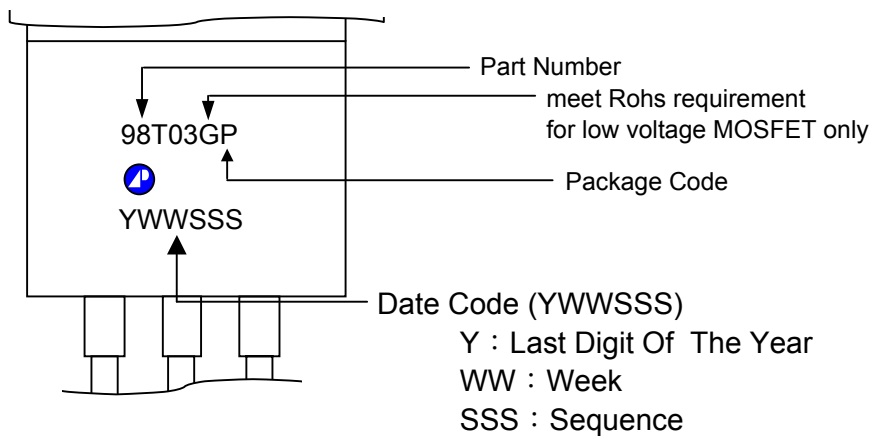 Part Number
meet Rohs requirement
for low voltage MOSFET only
98T03GP
Package Code
YWWSSS
Date Code (YWWSSS)
Y：Last Digit Of The Year
WW：Week
SSS：Sequence